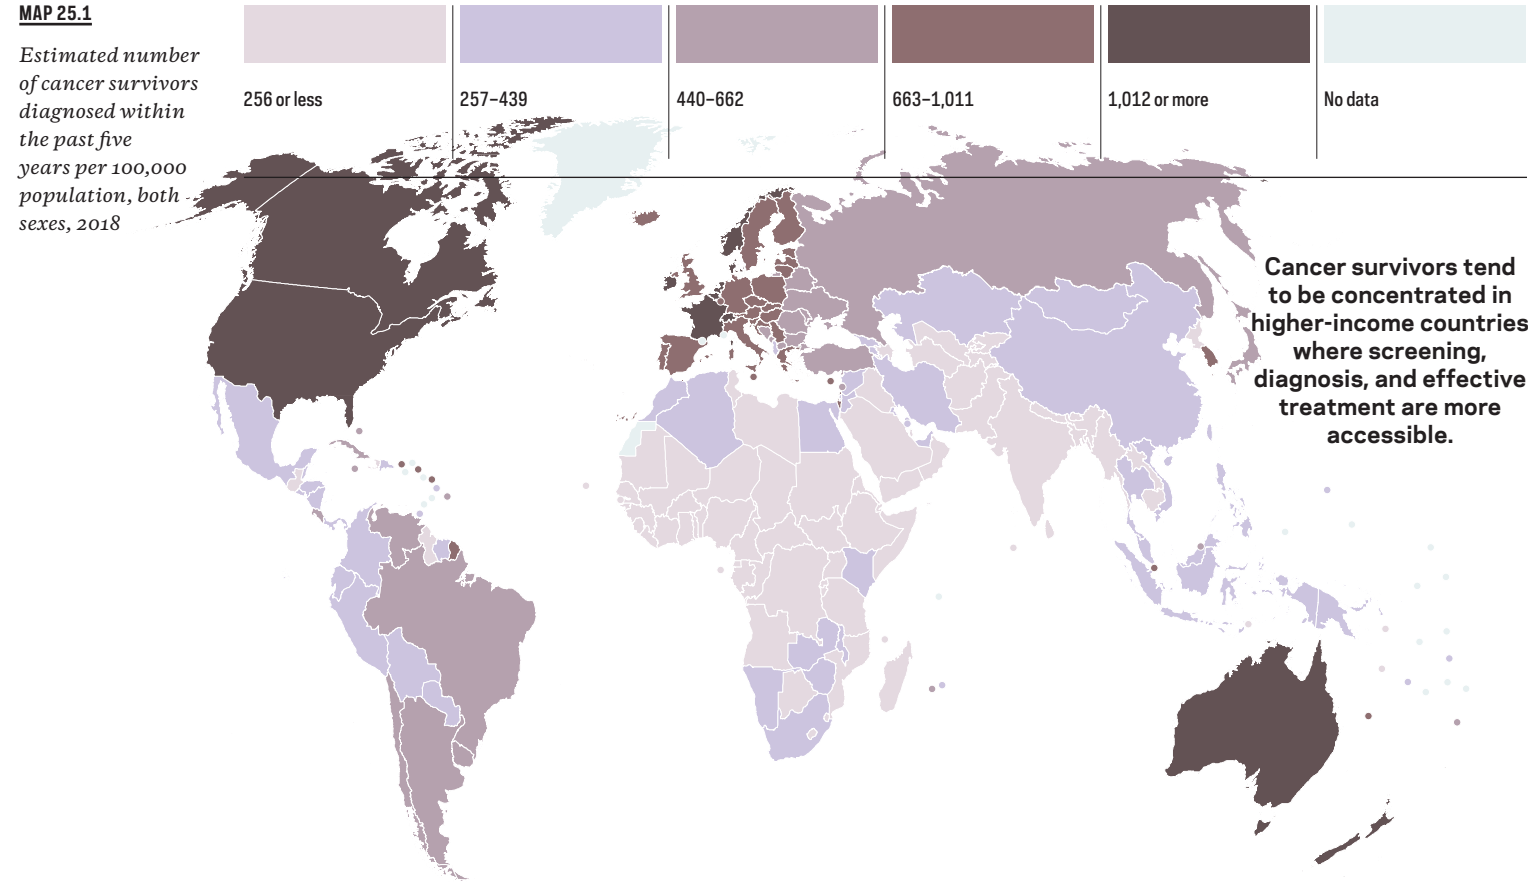 MAP 25.1
Estimated number
of cancer survivors
diagnosed within
the past five
years per 100,000
population, both
sexes, 2018
256 or less
257–439
440–662
663–1,011
1,012 or more
No data
Cancer survivors tend
to be concentrated in
higher-income countries
where screening,
diagnosis, and effective
treatment are more
accessible.